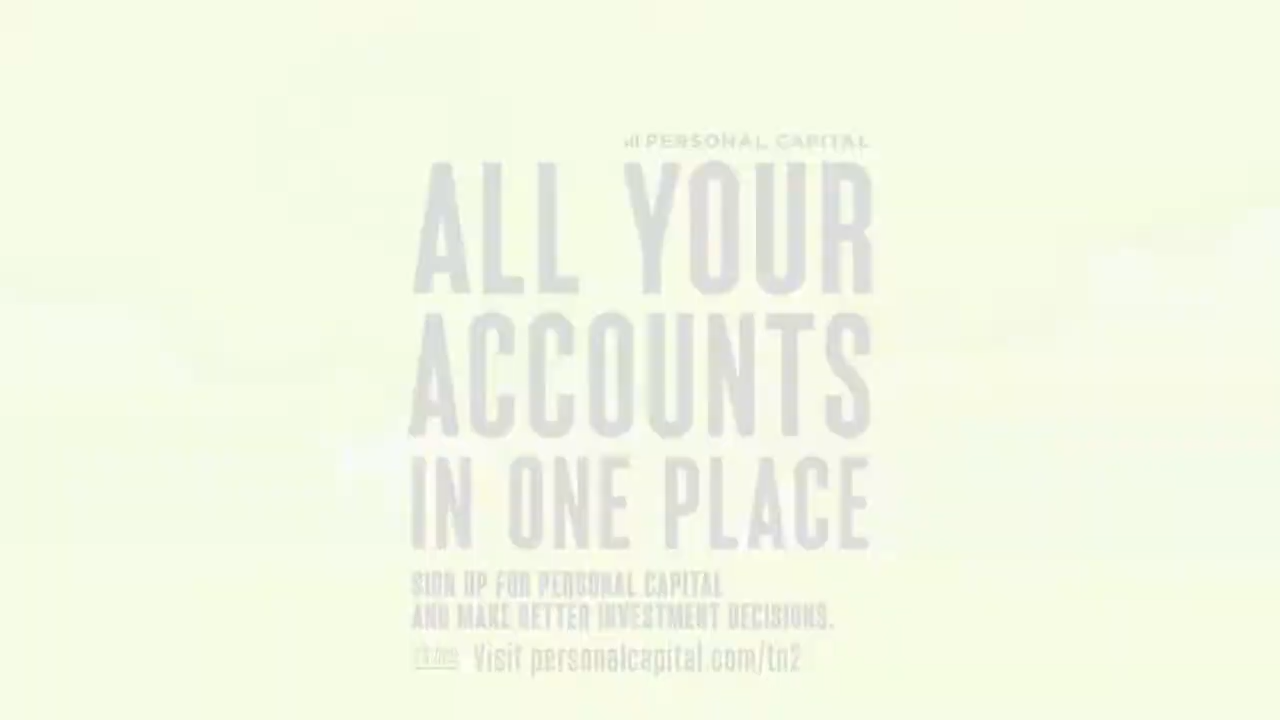 PERSONAL CAPITAL
ALL YOUR
ACCOUNTS
IN ONE PLACE
SIGN UP FOR PERSONAL CAPITAL
AND MAKE BETTER INVESTMENT DECISIONS.
Visit personalcapital.com/tn2